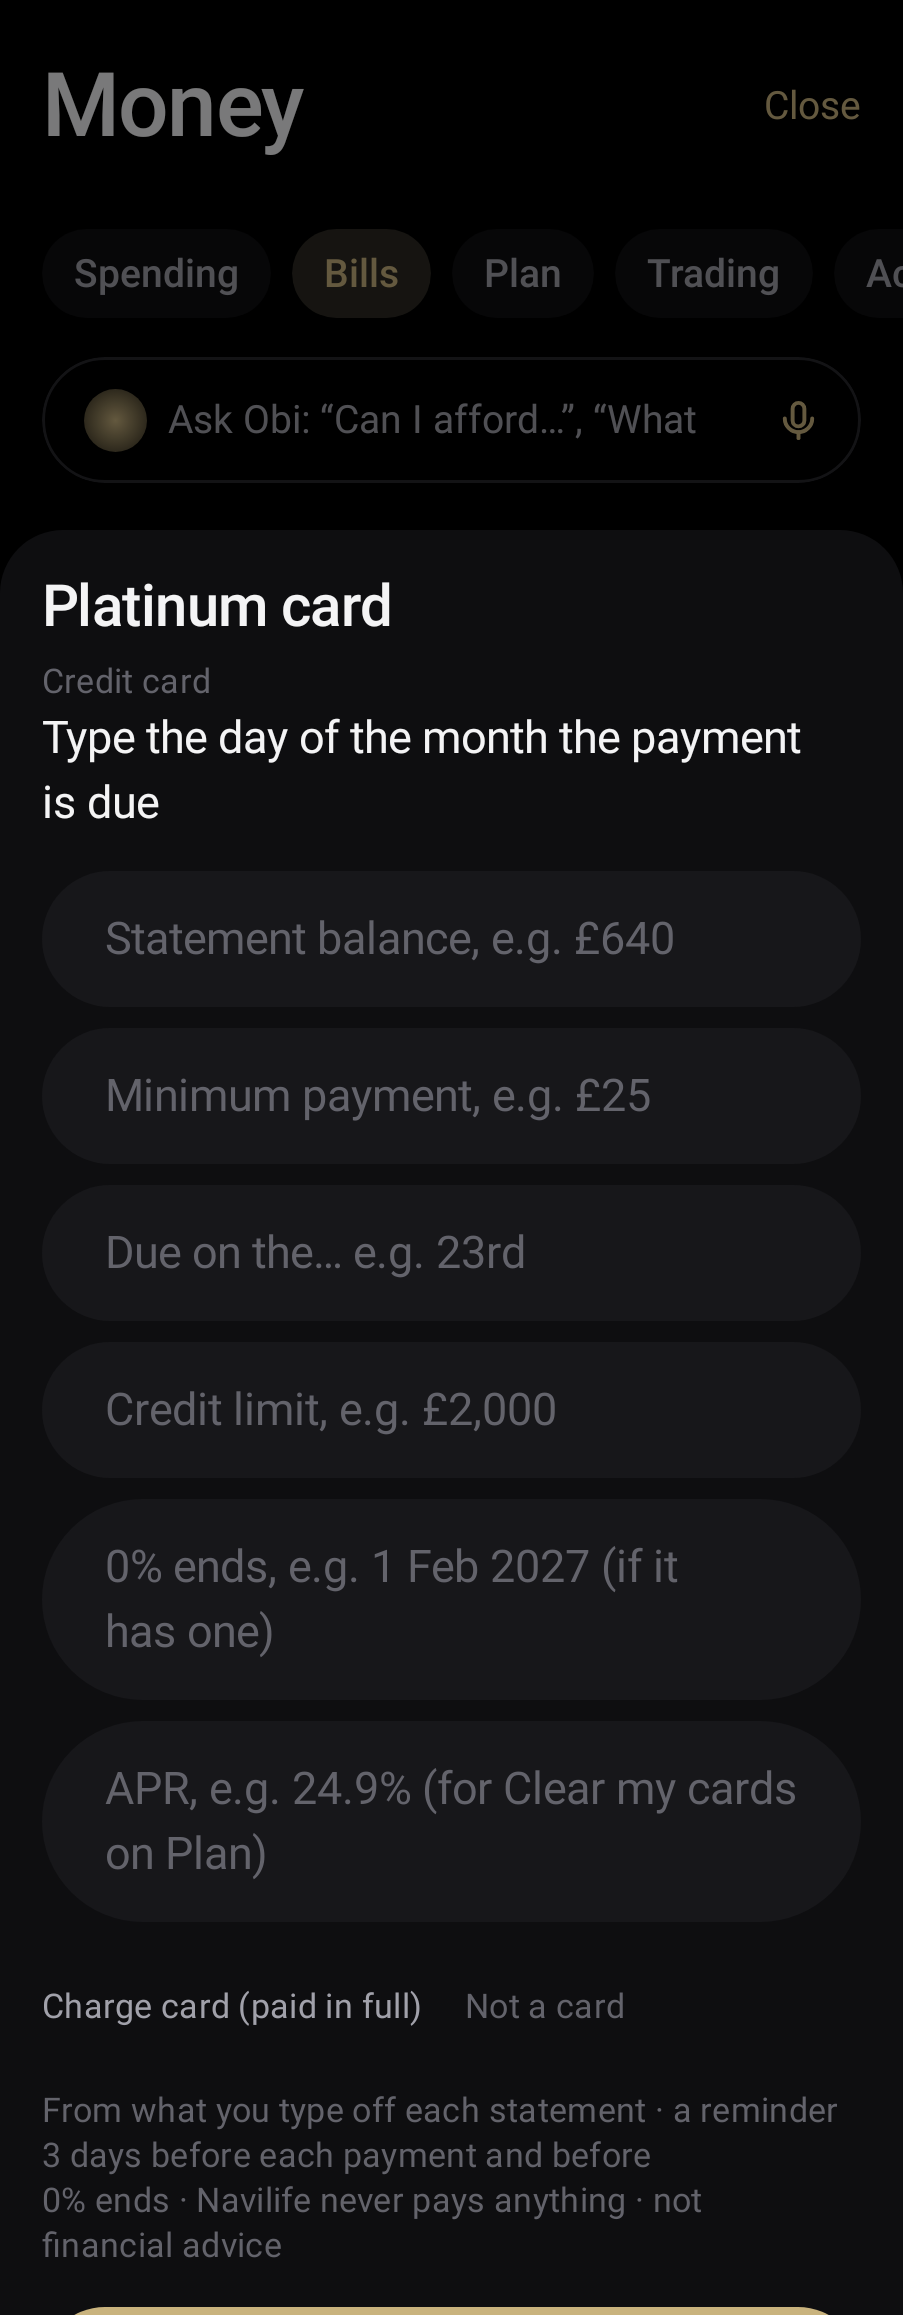 Money
Close
Spending
Bills
Plan
Trading
Ask Obi: “Can I afford…”, “What
Platinum card
Credit card
Type the day of the month the payment
is due
Statement balance, e.g. £640
Minimum payment, e.g. £25
Due on the… e.g. 23rd
Credit limit, e.g. £2,000
0% ends, e.g. 1 Feb 2027 (if it
has one)
APR, e.g. 24.9% (for Clear my cards
on Plan)
Charge card (paid in full)
Not a card
From what you type off each statement · a reminder
3 days before each payment and before
0% ends · Navilife never pays anything · not
financial advice